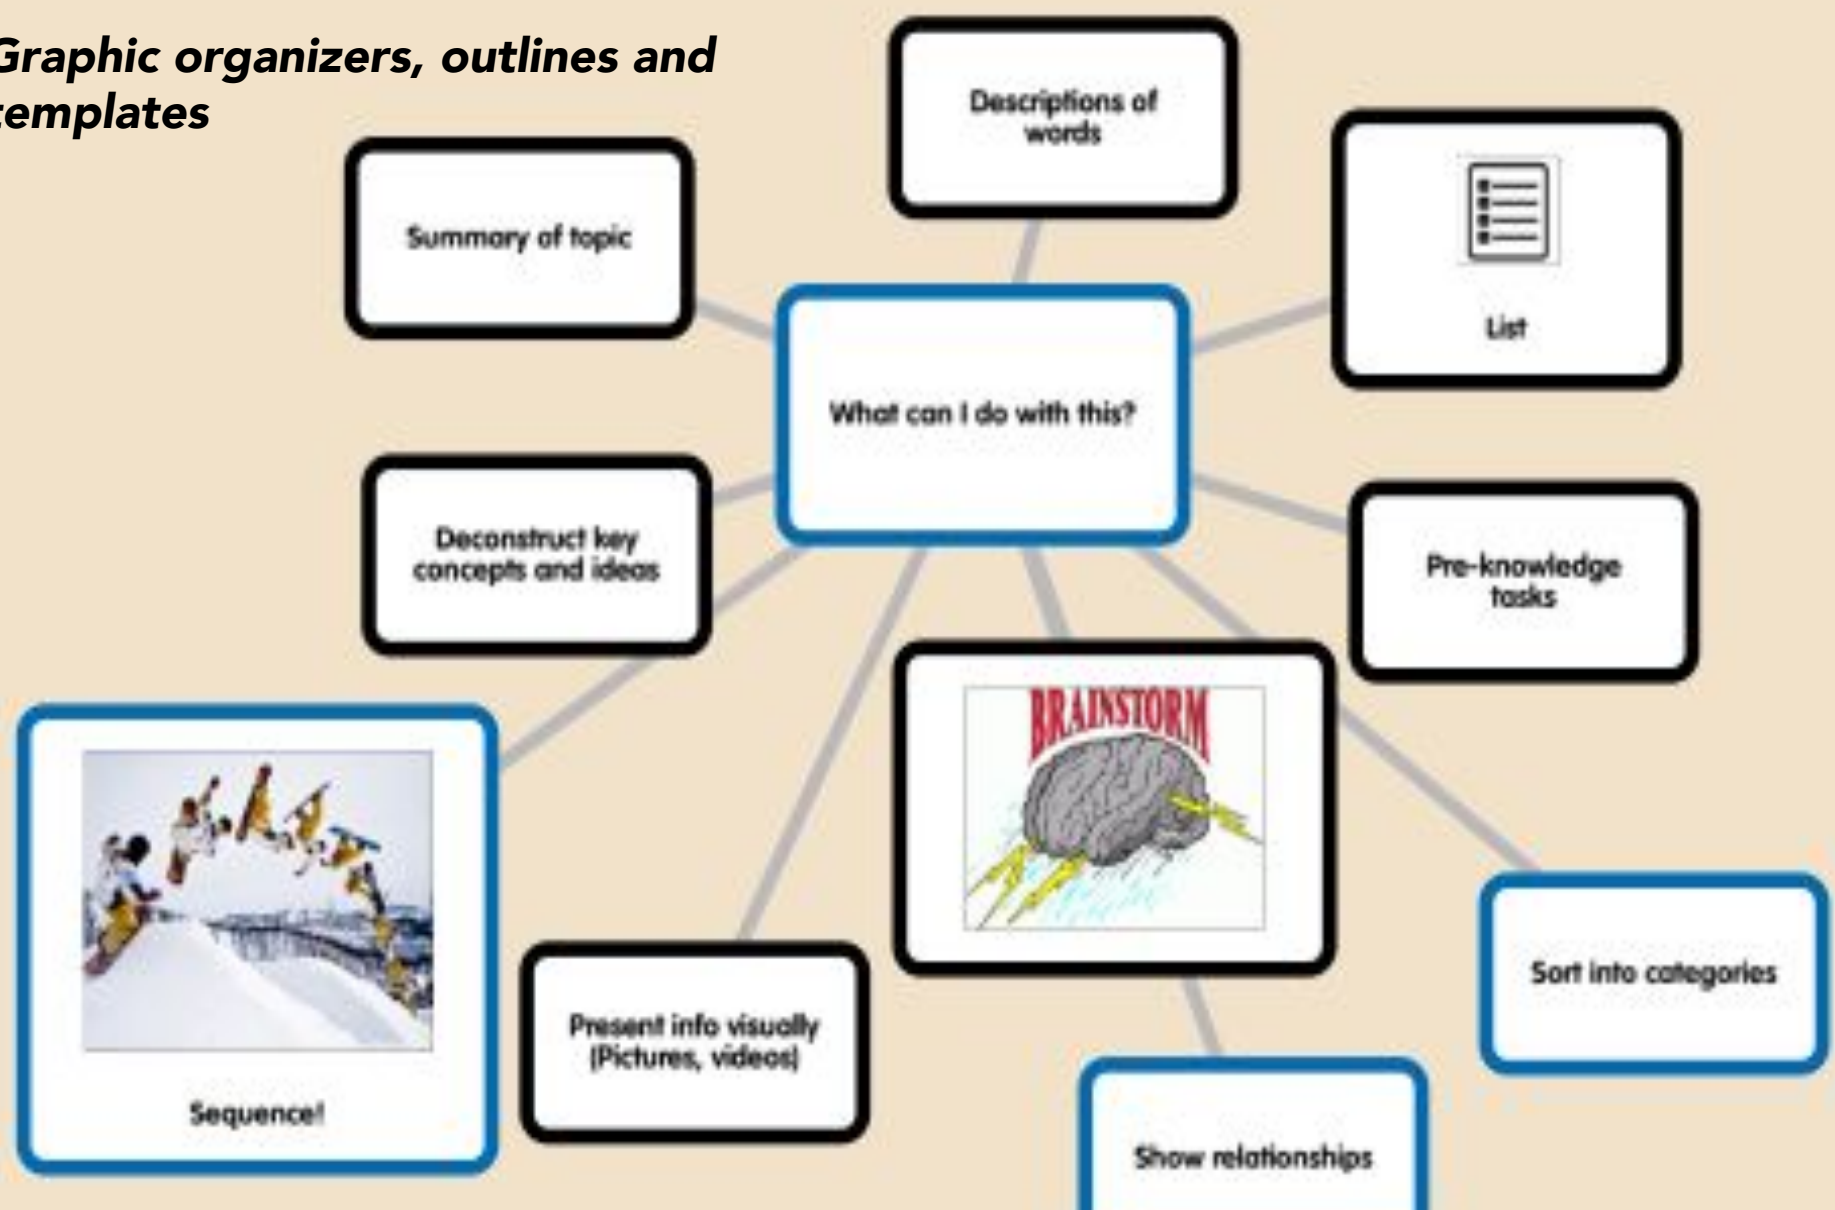 Graphic organizers, outlines and
templates
Descriptions of
words
Summary of topic
List
What can I do with this?
Deconstruct key
concepts and ideas
Pre-knowledge
tasks
BRAINSTORM
Sort into categories
Present info visually
(Pictures, videos)
Sequence!
Show relationships